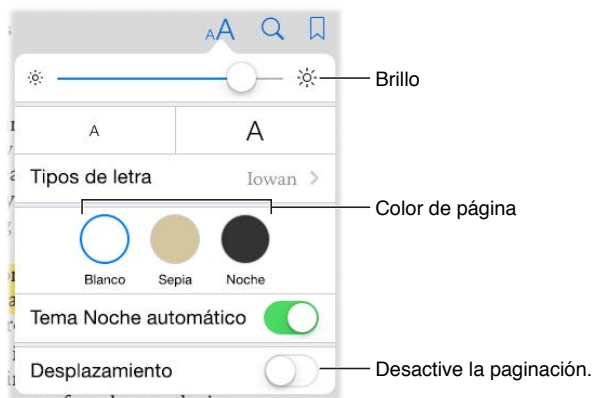 AA
Brillo
A A
Tipos de letra Iowan >
Color de página
Blanco Sepia Noche
Tema Noche automático
Desplazamiento
Desactive la paginación.